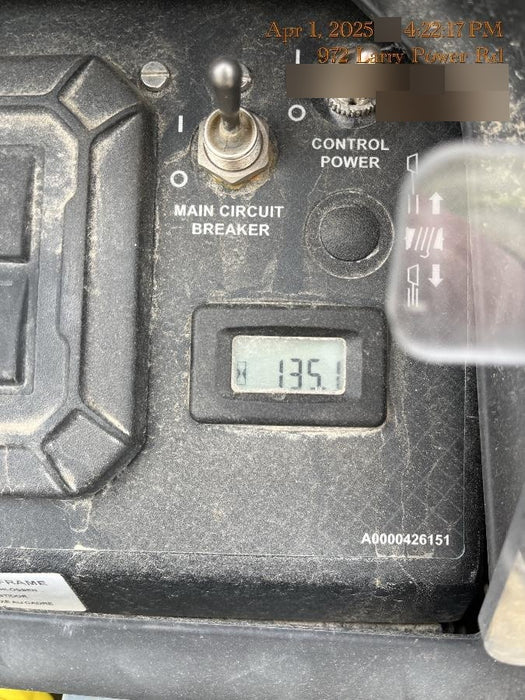 Apr 1, 2025 4:22:17 PM
972 Larry Power Rd
I
I
O
CONTROL
POWER
O
MAIN CIRCUIT
BREAKER
135.1
A0000426151
FRAME